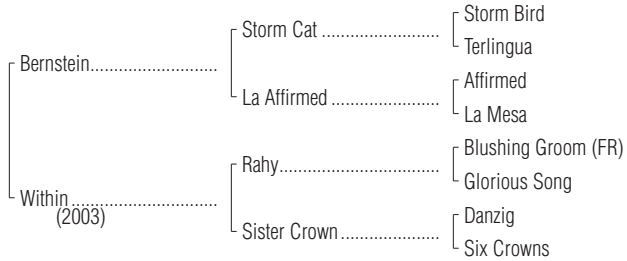 Storm Bird
Storm Cat ........................
Terlingua
Bernstein..........................
Affirmed
La Affirmed ......................
La Mesa
Blushing Groom (FR)
Rahy.................................
Glorious Song
Within..............................
(2003)
Danzig
Sister Crown....................
Six Crowns